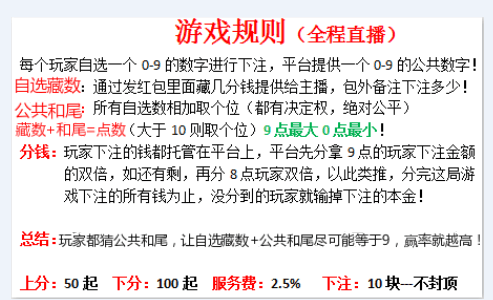 游戏规则（全程直播）
每个玩家自选一个 0-9 的数字进行下注，平台提供一个 0-9 的公共数字！
自选藏数：通过发红包里面藏几分钱提供给主播，包外备注下注多少！
公共和尾：所有自选数相加取个位（都有决定权，绝对公平）
藏数+和尾=点数（大于 10 则取个位）9 点最大 0 点最小！
分钱：玩家下注的钱都托管在平台上，平台先分拿 9 点的玩家下注金额
的双倍，如还有剩，再分 8 点玩家双倍，以此类推，分完这局游
戏下注的所有钱为止，没分到的玩家就输掉下注的本金！
总结：玩家都猜公共和尾，让自选藏数+公共和尾尽可能等于9，赢率就越高！
上分：50 起 下分：100 起 服务费：2.5% 下注：10 块---不封顶